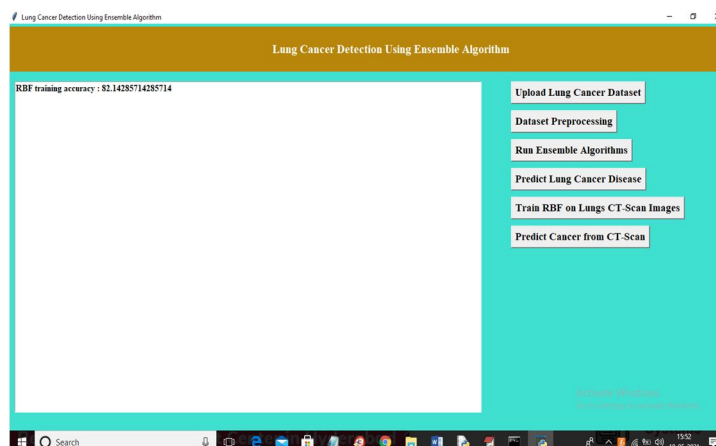 Lung Cancer Detection Using Ensemble Algorithm
Lung Cancer Detection Using Ensemble Algorithm
RBF training accuracy : 82.14285714285714
Upload Lung Cancer Dataset
Dataset Preprocessing
Run Ensemble Algorithms
Predict Lung Cancer Disease
Train RBF on Lungs CT-Scan Images
Predict Cancer from CT-Scan
Activate Windows
Search
15:52